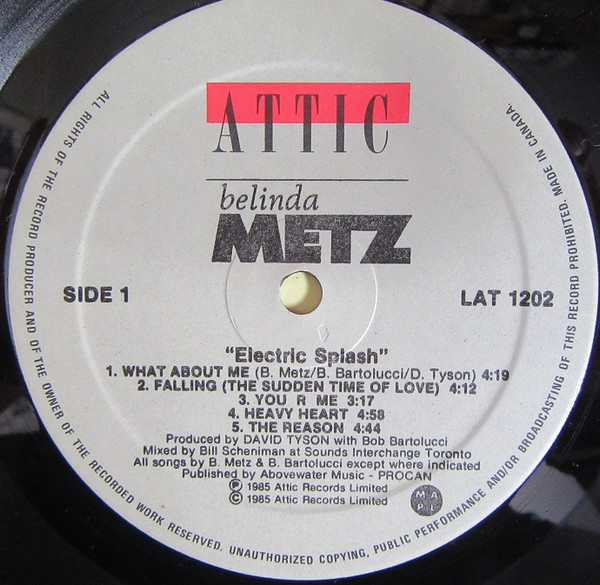 ATTIC
belinda
METZ
SIDE 1
LAT 1202
"Electric Splash"
1. WHAT ABOUT ME (B. Metz/B. Bartolucci/D. Tyson) 4:19
2. FALLING (THE SUDDEN TIME OF LOVE) 4:12
3. YOU R ME 3:17
4. HEAVY HEART 4:58
5. THE REASON 4:44
Produced by DAVID TYSON with Bob Bartolucci
Mixed by Bill Scheniman at Sounds Interchange Toronto
All songs by B. Metz & B. Bartolucci except where indicated
Published by Abovewater Music - PROCAN
℗ 1985 Attic Records Limited
© 1985 Attic Records Limited
MAPL
ALL RIGHTS OF THE RECORD PRODUCER AND OF THE OWNER OF THE RECORDED WORK RESERVED. UNAUTHORIZED COPYING, PUBLIC PERFORMANCE AND/OR BROADCASTING OF THIS RECORD PROHIBITED. MADE IN CANADA.